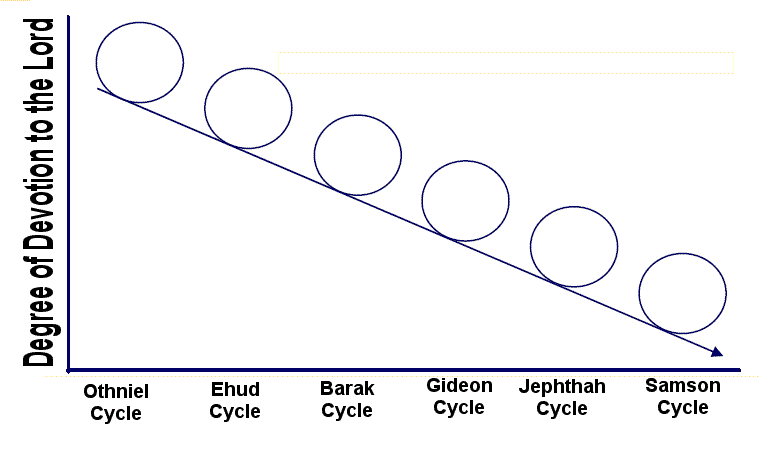 Degree of Devotion to the Lord
Othniel
Cycle
Ehud
Cycle
Barak
Cycle
Gideon
Cycle
Jephthah
Cycle
Samson
Cycle